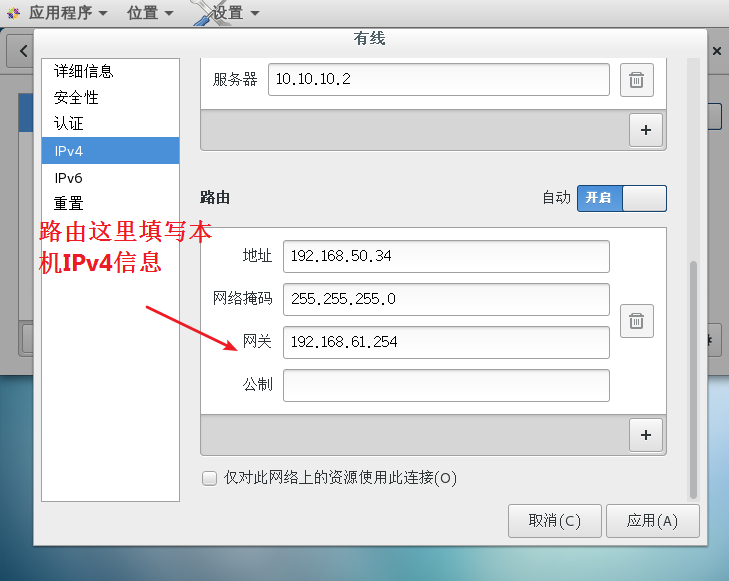 应用程序 位置 设置
有线
详细信息
安全性
认证
IPv4
IPv6
重置
服务器 10.10.10.2
+
路由 自动 开启
路由这里填写本
机IPv4信息
地址 192.168.50.34
网络掩码 255.255.255.0
网关 192.168.61.254
公制
+
仅对此网络上的资源使用此连接(O)
取消(C) 应用(A)